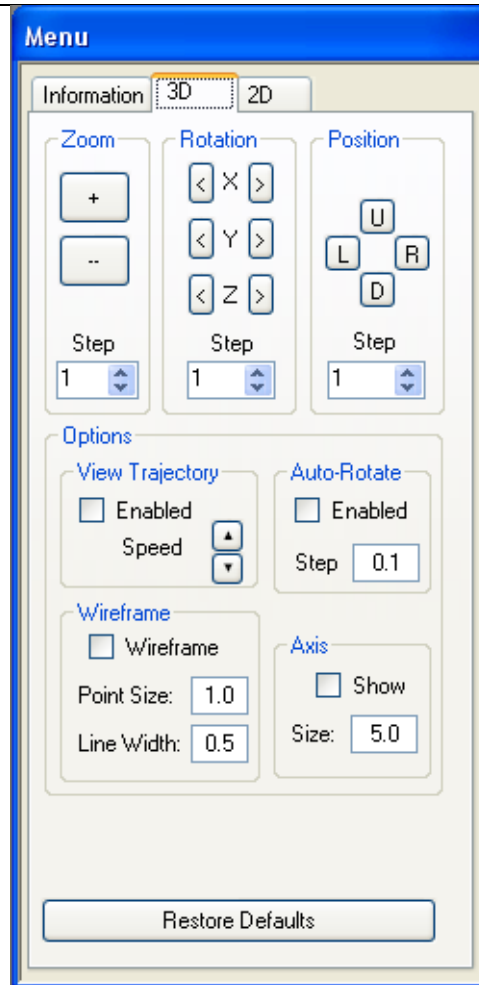 Menu
Information 3D 2D
Zoom Rotation Position
+ < X > U
-- < Y > L R
< Z > D
Step Step Step
1 1 1
Options
View Trajectory Auto-Rotate
Enabled Enabled
Speed Step 0.1
Wireframe
Wireframe Axis
Point Size: 1.0 Show
Line Width: 0.5 Size: 5.0
Restore Defaults